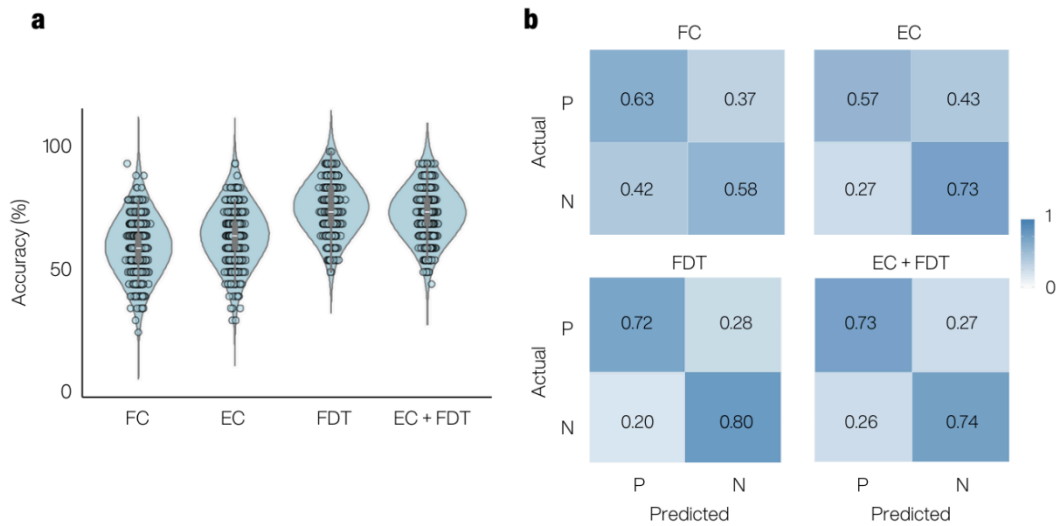 a
Accuracy (%)
100
50
0
FC EC FDT EC + FDT
b
FC EC
Actual
P 0.63 0.37 0.57 0.43
N 0.42 0.58 0.27 0.73
1
0
FDT EC + FDT
Actual
P 0.72 0.28 0.73 0.27
N 0.20 0.80 0.26 0.74
P N P N
Predicted Predicted